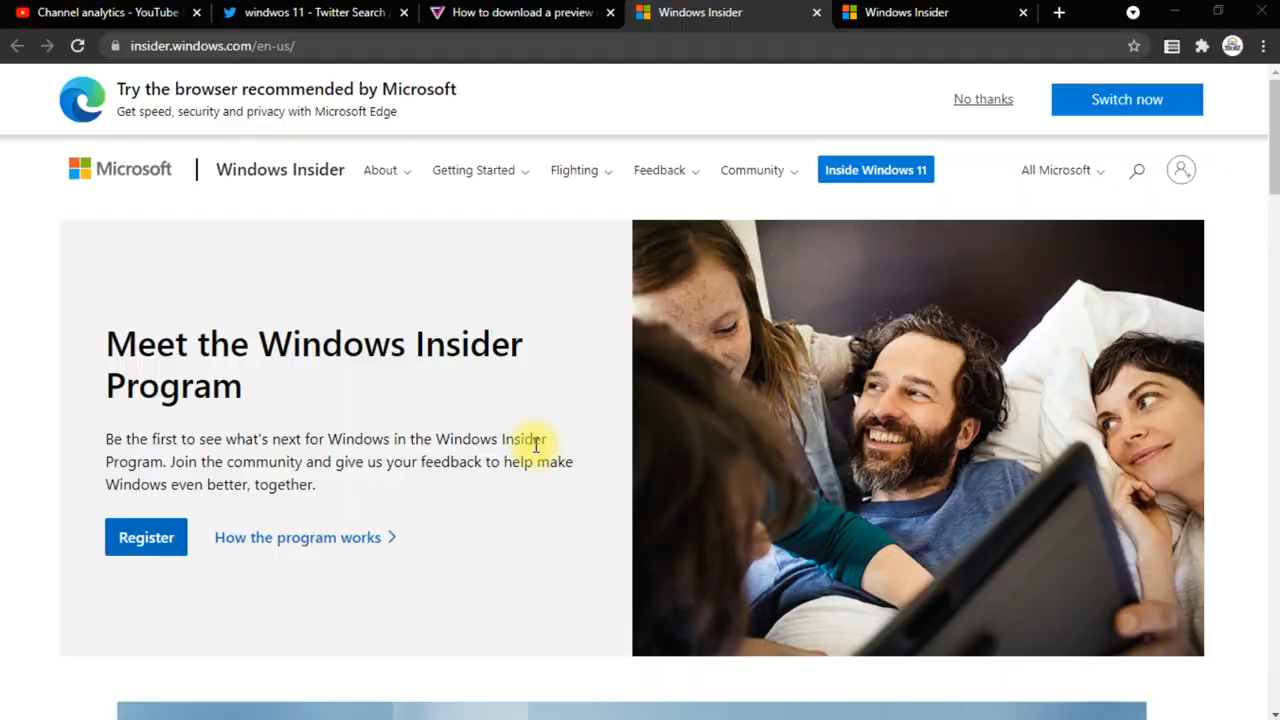 Channel analytics - YouTube
windwos 11 - Twitter Search /
How to download a preview
Windows Insider
Windows Insider
insider.windows.com/en-us/
Try the browser recommended by Microsoft
Get speed, security and privacy with Microsoft Edge
No thanks
Switch now
Microsoft
Windows Insider
About
Getting Started
Flighting
Feedback
Community
Inside Windows 11
All Microsoft
Meet the Windows Insider
Program
Be the first to see what's next for Windows in the Windows Insider
Program. Join the community and give us your feedback to help make
Windows even better, together.
Register
How the program works